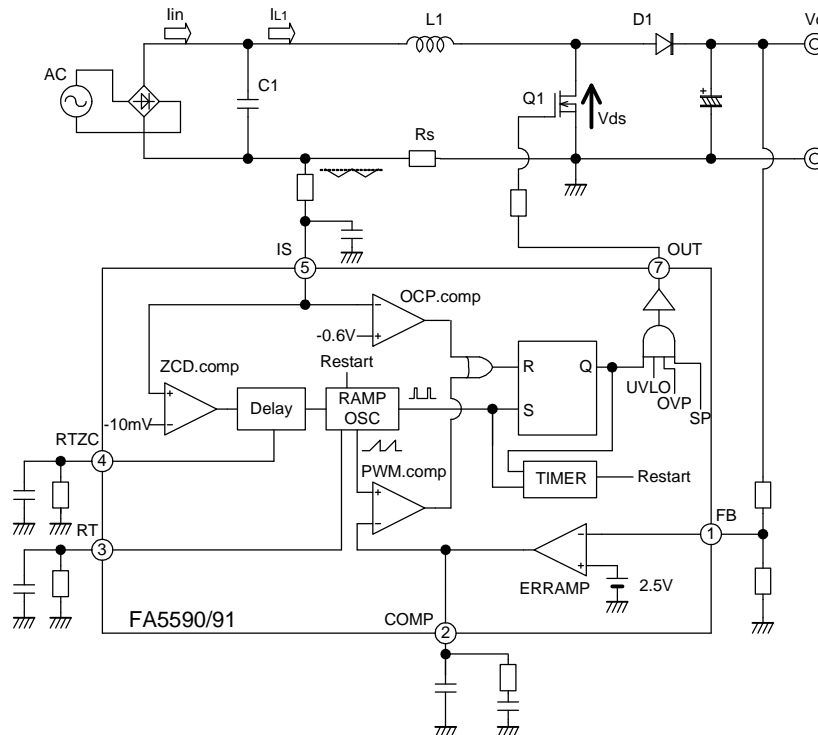 Iin
IL1
L1
D1
Vo
AC
C1
Q1
Vds
Rs
IS
5
OUT
7
OCP.comp
-0.6V
ZCD.comp
Restart
R
Q
UVLO
OVP
SP
-10mV
Delay
RAMP
OSC
S
RTZC
4
PWM.comp
TIMER
Restart
FB
1
RT
3
ERRAMP
2.5V
FA5590/91
COMP
2